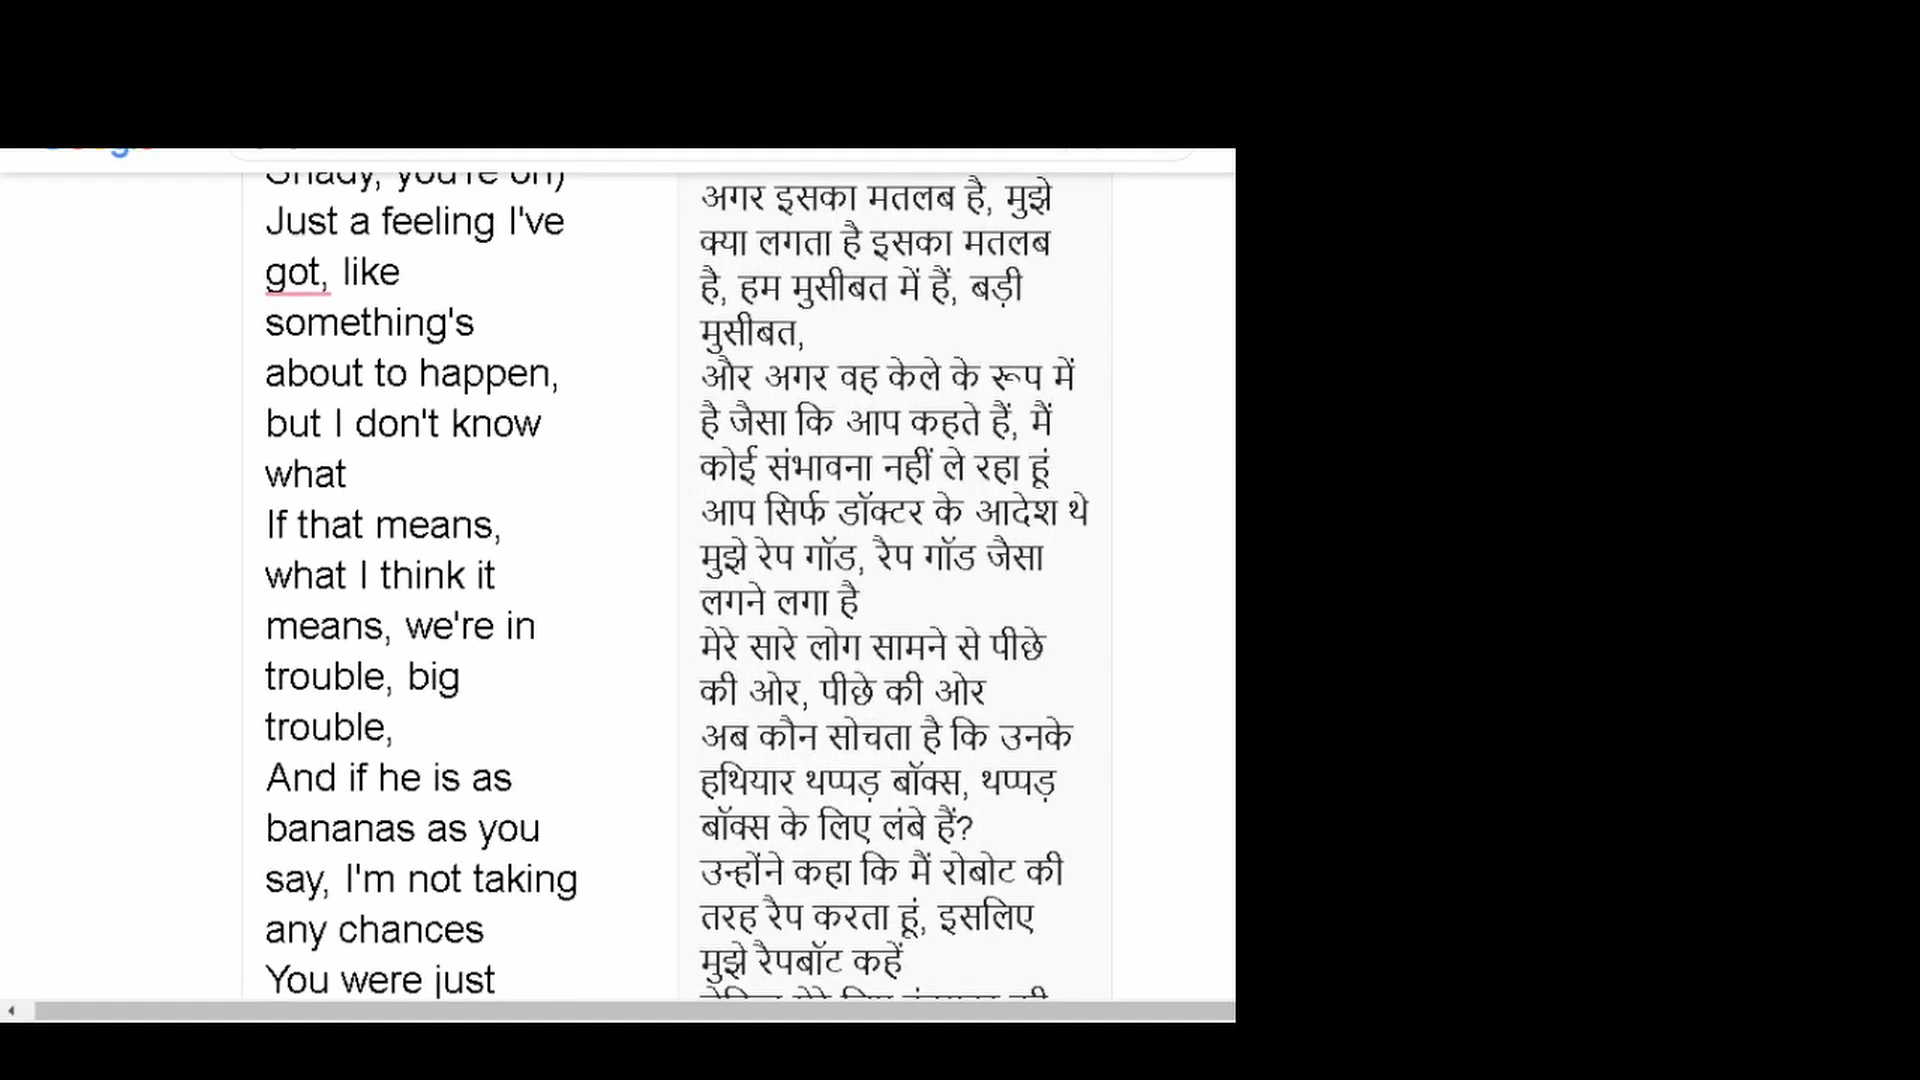 Shady, you're on)
Just a feeling I've
got, like
something's
about to happen,
but I don't know
what
If that means,
what I think it
means, we're in
trouble, big
trouble,
And if he is as
bananas as you
say, I'm not taking
any chances
You were just
अगर इसका मतलब है, मुझे
क्या लगता है इसका मतलब
है, हम मुसीबत में हैं, बड़ी
मुसीबत,
और अगर वह केले के रूप में
है जैसा कि आप कहते हैं, मैं
कोई संभावना नहीं ले रहा हूं
आप सिर्फ डॉक्टर के आदेश थे
मुझे रेप गॉड, रैप गॉड जैसा
लगने लगा है
मेरे सारे लोग सामने से पीछे
की ओर, पीछे की ओर
अब कौन सोचता है कि उनके
हथियार थप्पड़ बॉक्स, थप्पड़
बॉक्स के लिए लंबे हैं?
उन्होंने कहा कि मैं रोबोट की
तरह रैप करता हूं, इसलिए
मुझे रैपबॉट कहें